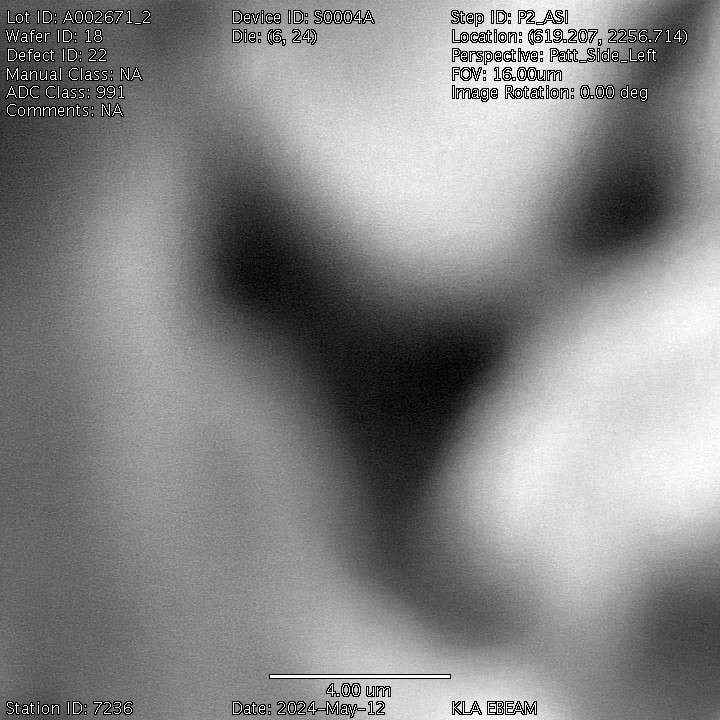 Lot ID: A002671_2
Wafer ID: 18
Defect ID: 22
Manual Class: NA
ADC Class: 991
Comments: NA
Device ID: S0004A
Die: (6, 24)
Step ID: P2_ASI
Location: (619.207, 2256.714)
Perspective: Patt_Side_Left
FOV: 16.00um
Image Rotation: 0.00 deg
4.00 um
Station ID: 7236
Date: 2024-May-12
KLA EBEAM